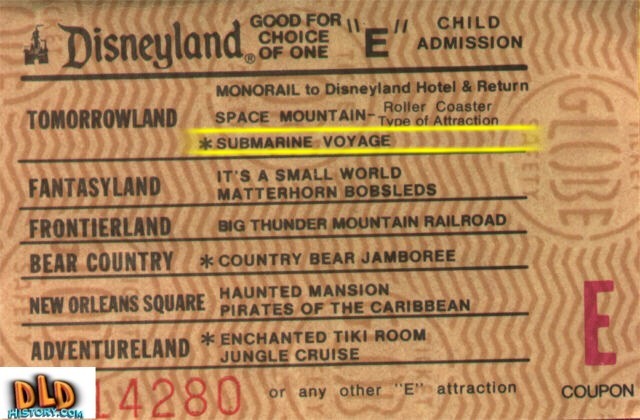 Disneyland® GOOD FOR CHOICE OF ONE "E" CHILD ADMISSION
TOMORROWLAND
MONORAIL to Disneyland Hotel & Return
SPACE MOUNTAIN- Roller Coaster Type of Attraction
* SUBMARINE VOYAGE
FANTASYLAND
IT'S A SMALL WORLD
MATTERHORN BOBSLEDS
FRONTIERLAND BIG THUNDER MOUNTAIN RAILROAD
BEAR COUNTRY * COUNTRY BEAR JAMBOREE
NEW ORLEANS SQUARE
HAUNTED MANSION
PIRATES OF THE CARIBBEAN
ADVENTURELAND
* ENCHANTED TIKI ROOM
JUNGLE CRUISE
E
COUPON
14280 or any other "E" attraction
DLD
HISTORY.COM
GLOBE